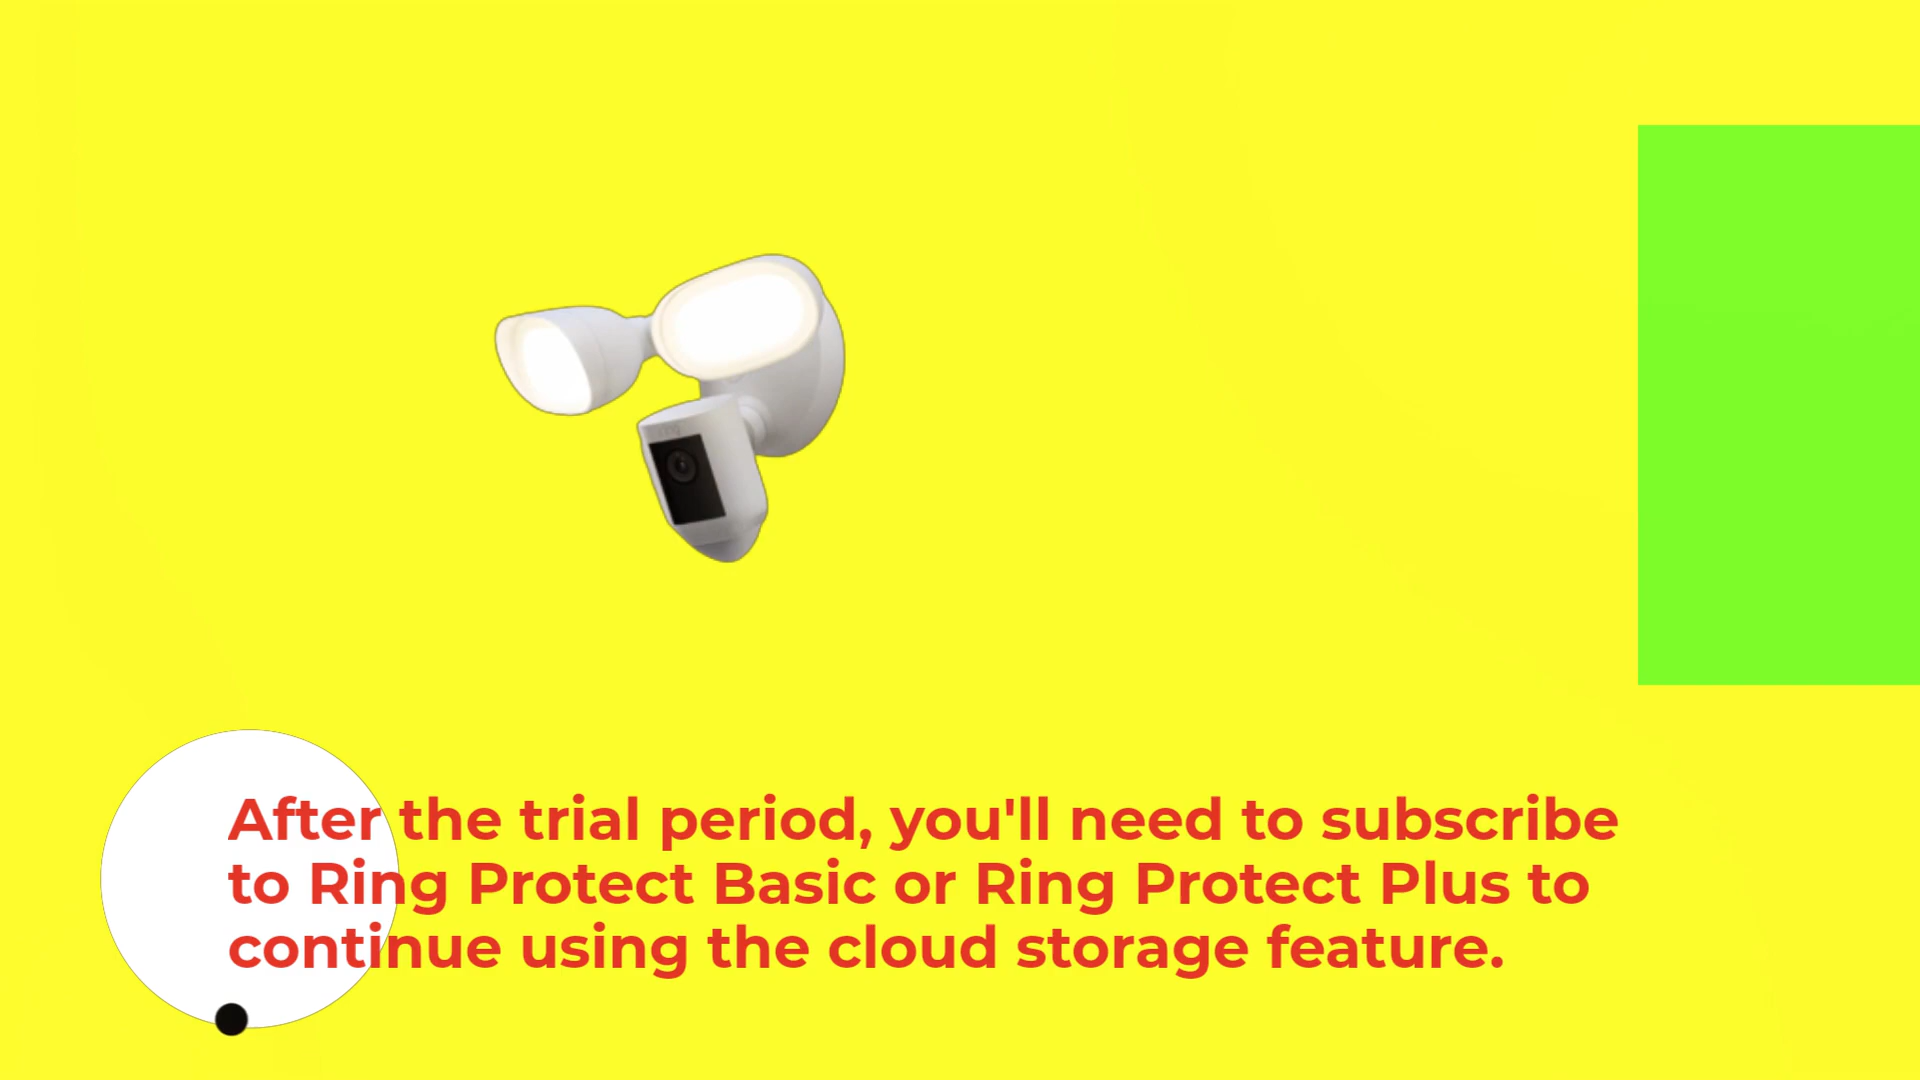 After the trial period, you'll need to subscribe
to Ring Protect Basic or Ring Protect Plus to
continue using the cloud storage feature.